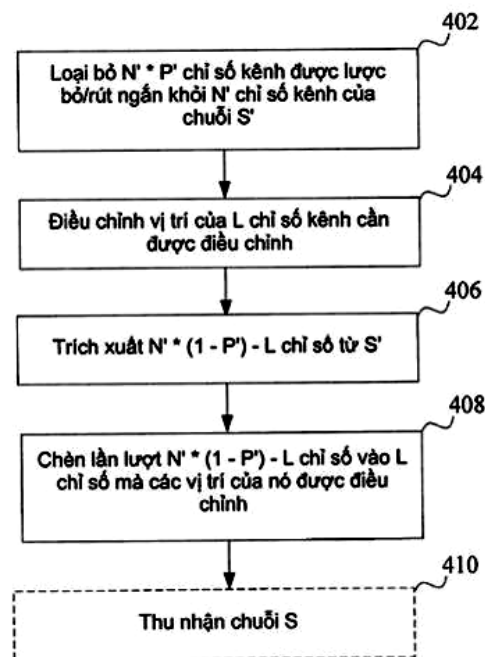 402
Loại bỏ N' * P' chỉ số kênh được lược
bỏ/rút ngắn khỏi N' chỉ số kênh của
chuỗi S'
404
Điều chỉnh vị trí của L chỉ số kênh cần
được điều chỉnh
406
Trích xuất N' * (1 - P') - L chỉ số từ S'
408
Chèn lần lượt N' * (1 - P') - L chỉ số vào L
chỉ số mà các vị trí của nó được điều
chỉnh
410
Thu nhận chuỗi S